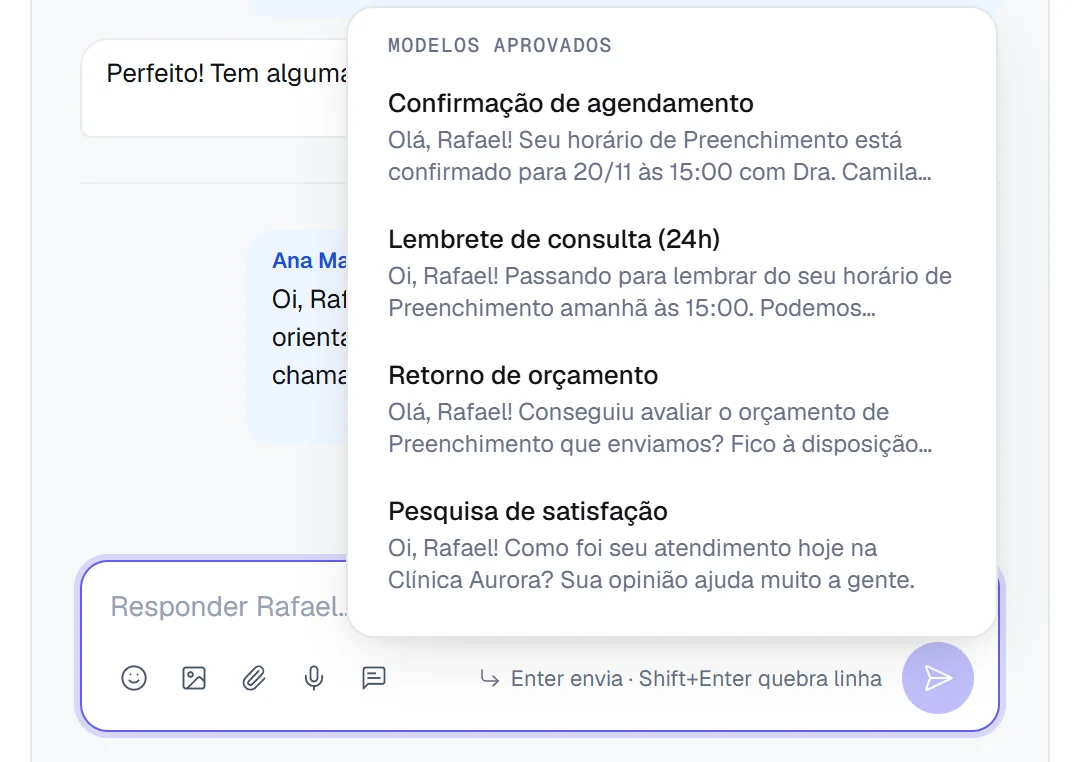 MODELOS APROVADOS
Perfeito! Tem alguma
Confirmação de agendamento
Olá, Rafael! Seu horário de Preenchimento está
confirmado para 20/11 às 15:00 com Dra. Camila...
Lembrete de consulta (24h)
Oi, Rafael! Passando para lembrar do seu horário de
Preenchimento amanhã às 15:00. Podemos...
Retorno de orçamento
Olá, Rafael! Conseguiu avaliar o orçamento de
Preenchimento que enviamos? Fico à disposição...
Pesquisa de satisfação
Oi, Rafael! Como foi seu atendimento hoje na
Clínica Aurora? Sua opinião ajuda muito a gente.
Ana Ma
Oi, Raf
orienta
chama
Responder Rafael..
Enter envia · Shift+Enter quebra linha